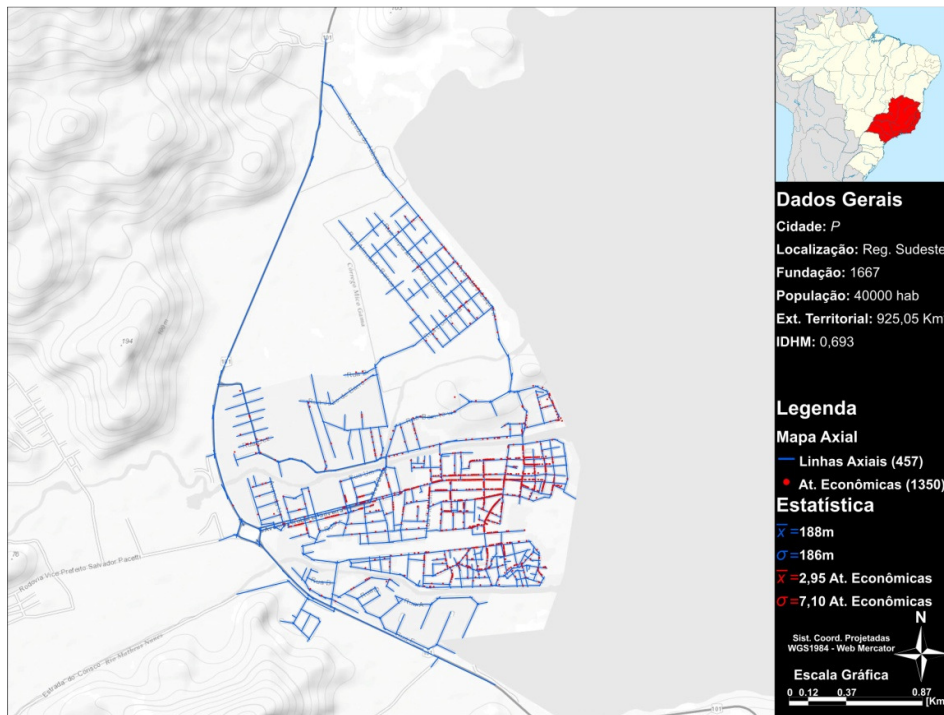 Dados Gerais
Cidade: P
Localização: Reg. Sudeste
Fundação: 1667
População: 40000 hab
Ext. Territorial: 925,05 Km²
IDHM: 0,693
Legenda
Mapa Axial
Linhas Axiais (457)
At. Econômicas (1350)
Estatística
x̄ =188m
σ =186m
x̄ =2,95 At. Econômicas
σ =7,10 At. Econômicas
N
Sist. Coord. Projetadas
WGS1984 - Web Mercator
Escala Gráfica
0 0.12 0.37 0.87
[Km
194
Rodovia Vice Prefeito Salvador Pacetti